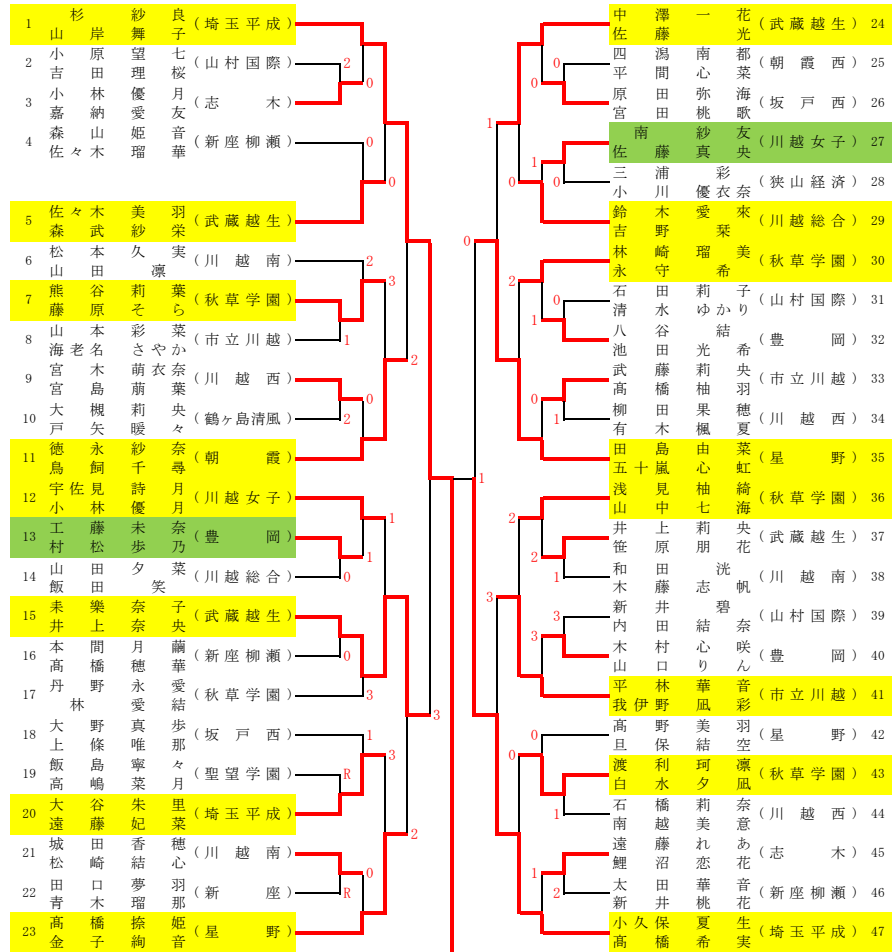 1 杉紗良 山岸舞子 (埼玉平成)
2 小原望七 吉田理桜 (山村国際) 2
0
3 小林優月 嘉納愛友 (志木)
4 森山姫音 佐々木瑠華 (新座柳瀬) 0
0
5 佐々木美羽 森武紗栄 (武蔵越生)
6 松本久実 山田凛 (川越南) 2
3
7 熊谷莉葉 藤原そら (秋草学園)
8 山本彩菜 海老名さやか (市立川越) 1
2
9 宮木萌衣奈 宮島萠葉 (川越西) 0
10 大槻莉央 戸矢暖々 (鶴ヶ島清風) 2
11 徳永紗奈 鳥飼千尋 (朝霞)
12 宇佐見詩月 小林優月 (川越女子) 1
13 工藤未奈 村松歩乃 (豊岡) 1
14 山田夕菜 飯田笑 (川越総合) 0
15 耒樂奈子 井上奈央 (武蔵越生)
16 本間月繭 髙橋穂華 (新座柳瀬) 0
17 丹野永愛 林愛結 (秋草学園) 3
3
18 大野真歩 上條唯那 (坂戸西) 1
3
19 飯島寧々 高嶋菜月 (聖望学園) R
20 大谷朱里 遠藤妃菜 (埼玉平成)
2
21 城田香穂 松崎結心 (川越南) 0
22 田口夢羽 青木瑠那 (新座) R
23 髙橋捺姫 金子絢音 (星野)
中澤一花 佐藤光 (武蔵越生) 24
0 四潟南都 平間心菜 (朝霞西) 25
0
原田弥海 宮田桃歌 (坂戸西) 26
1
1 南紗友 佐藤真央 (川越女子) 27
0 0 三浦彩 小川優衣奈 (狭山経済) 28
鈴木愛來 吉野栞 (川越総合) 29
0
林崎瑠美 永守希 (秋草学園) 30
2
0 石田莉子 清水ゆかり (山村国際) 31
1 八谷結 池田光希 (豊岡) 32
0 武藤莉央 髙橋柚羽 (市立川越) 33
2
1 柳田果穂 有木楓夏 (川越西) 34
田島由菜 五十嵐心虹 (星野) 35
1
浅見柚綺 山中七海 (秋草学園) 36
2
2 井上莉央 笹原朋花 (武蔵越生) 37
1 和田洸 木藤志帆 (川越南) 38
3
3 新井碧 内田結奈 (山村国際) 39
3 木村心咲 山口りん (豊岡) 40
平林華音 我伊野凪彩 (市立川越) 41
0 髙野美羽 旦保結空 (星野) 42
0
渡利珂凛 白水夕凪 (秋草学園) 43
1 石橋莉奈 南越美意 (川越西) 44
0
1 遠藤れあ 鯉沼恋花 (志木) 45
2 太田華音 新井桃花 (新座柳瀬) 46
小久保夏生 髙橋希実 (埼玉平成) 47